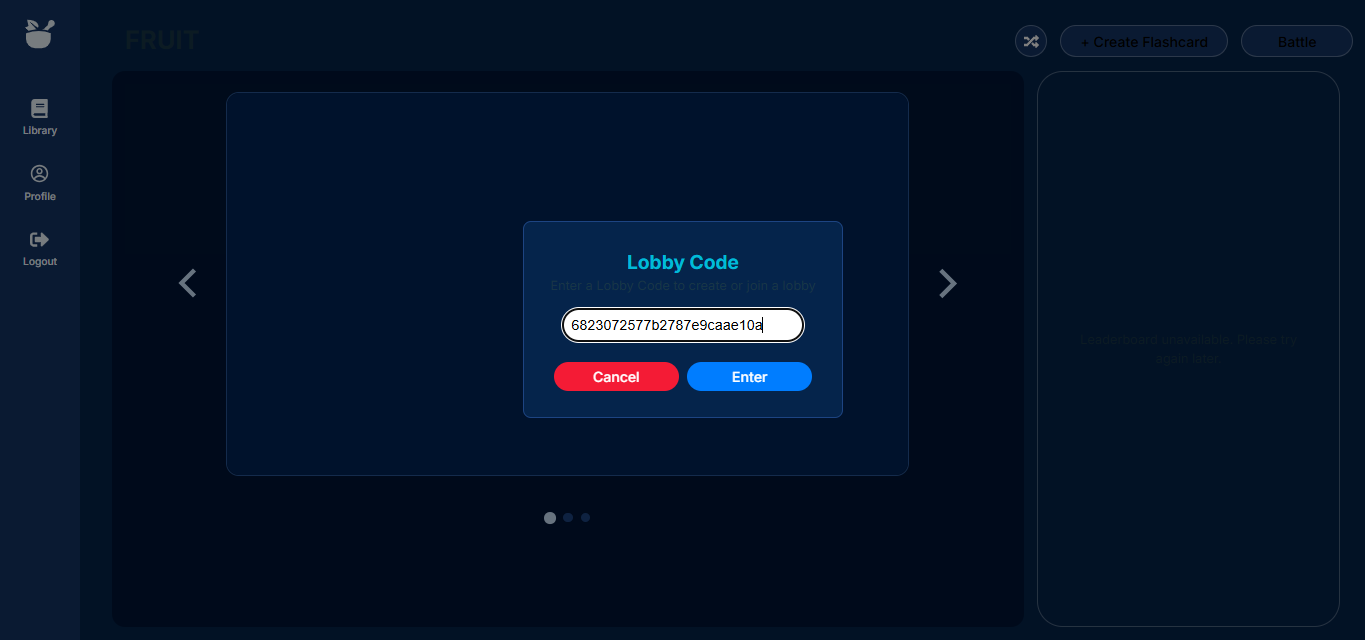 FRUIT
+ Create Flashcard
Battle
Library
Profile
Logout
Lobby Code
Enter a Lobby Code to create or join a lobby
6823072577b2787e9caae10a
Cancel
Enter
Leaderboard unavailable. Please try
again later.